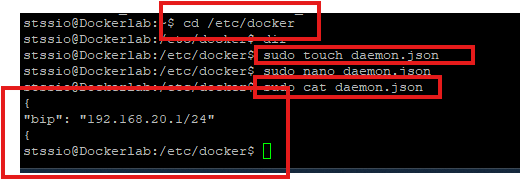 stssio@Dockerlab:~$ cd /etc/docker
stssio@Dockerlab:/etc/docker$ dir
stssio@Dockerlab:/etc/docker$ sudo touch daemon.json
stssio@Dockerlab:/etc/docker$ sudo nano daemon.json
stssio@Dockerlab:/etc/docker$ sudo cat daemon.json
{
"bip": "192.168.20.1/24"
{
stssio@Dockerlab:/etc/docker$